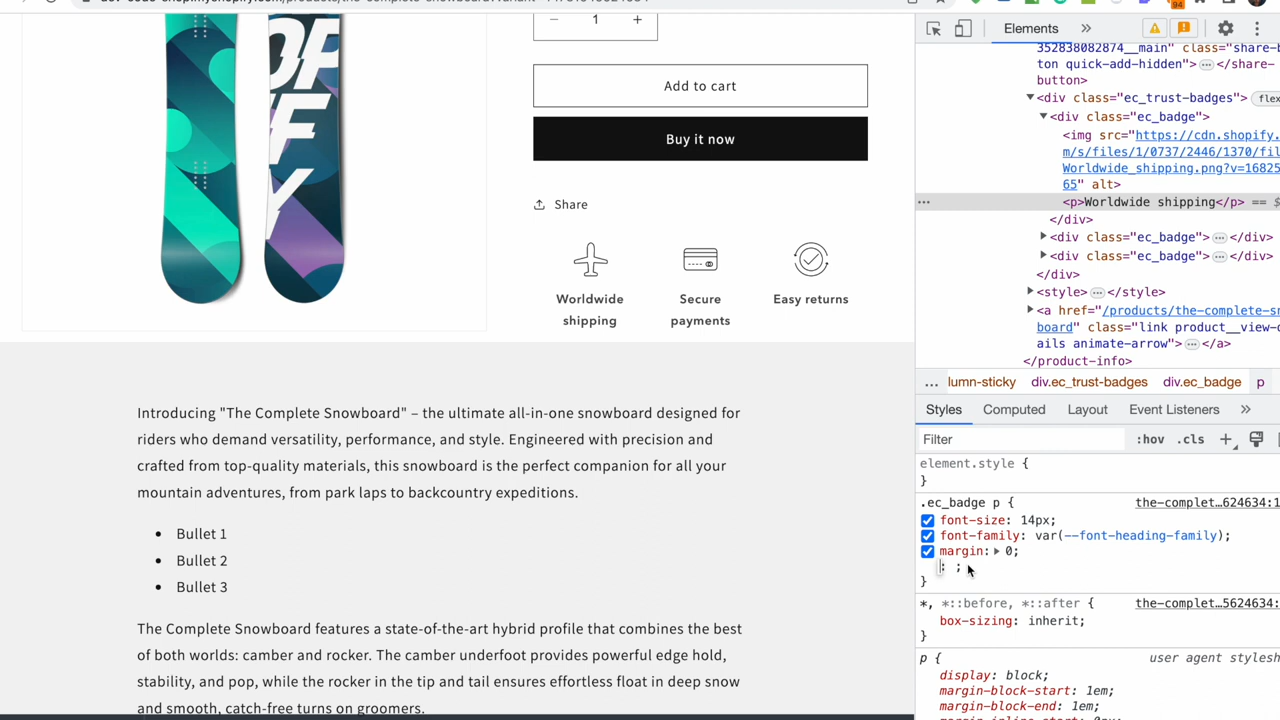 1
Add to cart
Buy it now
Share
Worldwide shipping
Secure payments
Easy returns
OP
IF
Y
Introducing "The Complete Snowboard" – the ultimate all-in-one snowboard designed for
riders who demand versatility, performance, and style. Engineered with precision and
crafted from top-quality materials, this snowboard is the perfect companion for all your
mountain adventures, from park laps to backcountry expeditions.
Bullet 1
Bullet 2
Bullet 3
The Complete Snowboard features a state-of-the-art hybrid profile that combines the best
of both worlds: camber and rocker. The camber underfoot provides powerful edge hold,
stability, and pop, while the rocker in the tip and tail ensures effortless float in deep snow
and smooth, catch-free turns on groomers.
94
Elements
352838082874__main" class="share-b
ton quick-add-hidden">…</share-
button>
<div class="ec_trust-badges"> flex
<div class="ec_badge">
<img src="https://cdn.shopify.
m/s/files/1/0737/2446/1370/fil
Worldwide_shipping.png?v=16825
65" alt>
<p>Worldwide shipping</p> == $
</div>
<div class="ec_badge">…</div>
<div class="ec_badge">…</div>
</div>
<style>…</style>
<a href="/products/the-complete-sn
board" class="link product__view-d
ails animate-arrow">…</a>
</product-info>
… lumn-sticky div.ec_trust-badges div.ec_badge p
Styles Computed Layout Event Listeners
Filter :hov .cls +
element.style {
}
.ec_badge p { the-complet…624634:1
font-size: 14px;
font-family: var(--font-heading-family);
margin: 0;
: ;
}
*, *::before, *::after { the-complet…5624634:
box-sizing: inherit;
}
p { user agent stylesh
display: block;
margin-block-start: 1em;
margin-block-end: 1em;